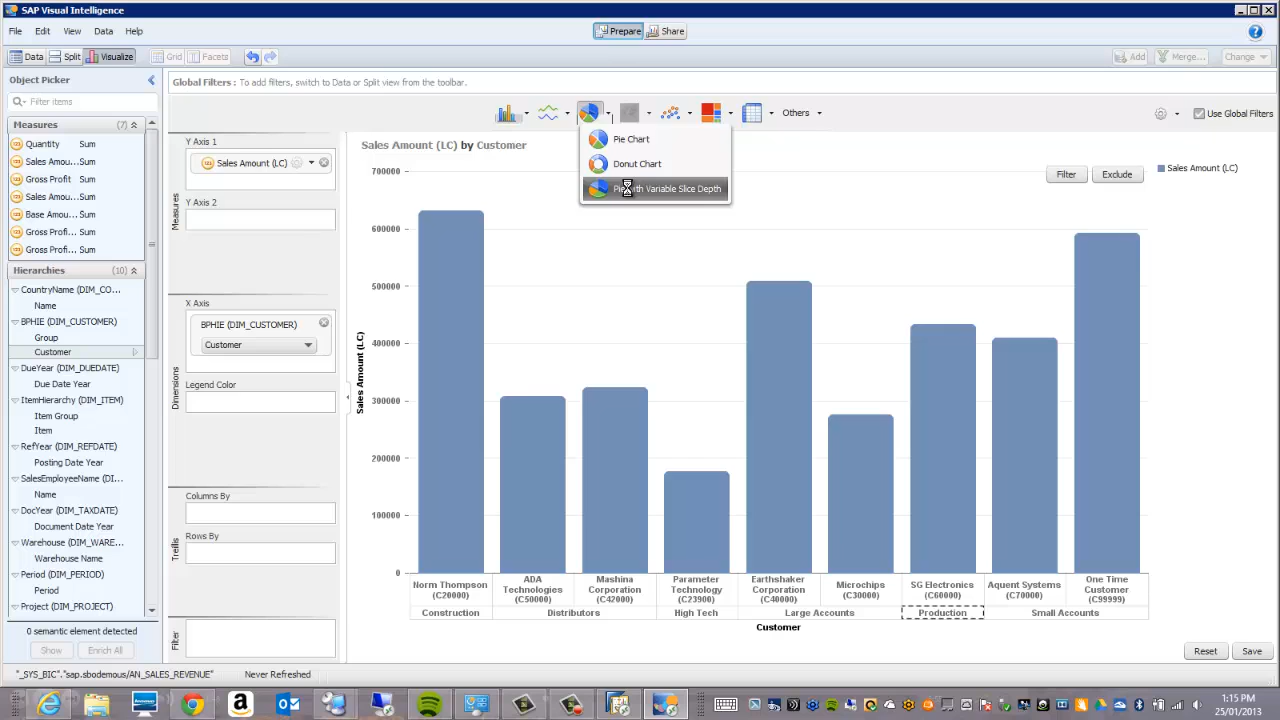 SAP Visual Intelligence
File Edit View Data Help
Prepare Share
Data Split Visualize Grid Facets
Add Merge... Change
Object Picker
Global Filters : To add filters, switch to Data or Split view from the toolbar.
Filter items
Others
Use Global Filters
Measures (7)
Quantity Sum
Sales Amou... Sum
Gross Profit Sum
Sales Amou... Sum
Base Amou... Sum
Gross Profi... Sum
Gross Profi... Sum
Hierarchies (10)
CountryName (DIM_CO...
Name
BPHIE (DIM_CUSTOMER)
Group
Customer
DueYear (DIM_DUEDATE)
Due Date Year
ItemHierarchy (DIM_ITEM)
Item Group
Item
RefYear (DIM_REFDATE)
Posting Date Year
SalesEmployeeName (DI...
Name
DocYear (DIM_TAXDATE)
Document Date Year
Warehouse (DIM_WARE...
Warehouse Name
Period (DIM_PERIOD)
Period
Project (DIM_PROJECT)
0 semantic element detected
Show Enrich All
Y Axis 1
Sales Amount (LC)
Y Axis 2
Measures
X Axis
BPHIE (DIM_CUSTOMER)
Customer
Legend Color
Dimensions
Columns By
Rows By
Trellis
Filter
Pie Chart
Donut Chart
Variable Slice Depth
Sales Amount (LC) by Customer
Filter Exclude
Sales Amount (LC)
700000
600000
500000
400000
300000
200000
100000
0
Sales Amount (LC)
Norm Thompson (C20000)
ADA Technologies (C50000)
Mashina Corporation (C42000)
Parameter Technology (C23900)
Earthshaker Corporation (C40000)
Microchips (C30000)
SG Electronics (C60000)
Aquent Systems (C70000)
One Time Customer (C99999)
Construction Distributors High Tech Large Accounts Production Small Accounts
Customer
Reset Save
"_SYS_BIC"."sap.sbodemous/AN_SALES_REVENUE" Never Refreshed
1:15 PM
25/01/2013